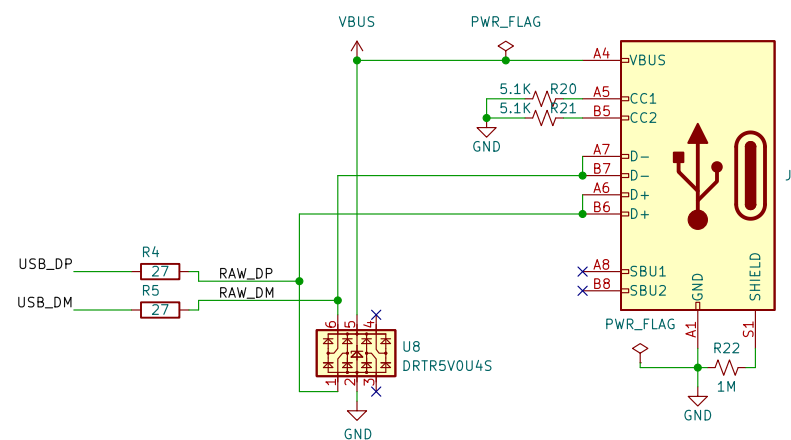 VBUS
PWR_FLAG
A4
VBUS
5.1K
R20
A5
CC1
5.1K
R21
B5
CC2
GND
A7
D-
B7
D-
J
A6
D+
B6
D+
R4
USB_DP
27
RAW_DP
A8
SBU1
R5
USB_DM
27
RAW_DM
B8
SBU2
GND
SHIELD
6
5
4
U8
DRTR5V0U4S
1
2
3
GND
PWR_FLAG
A1
S1
R22
1M
GND